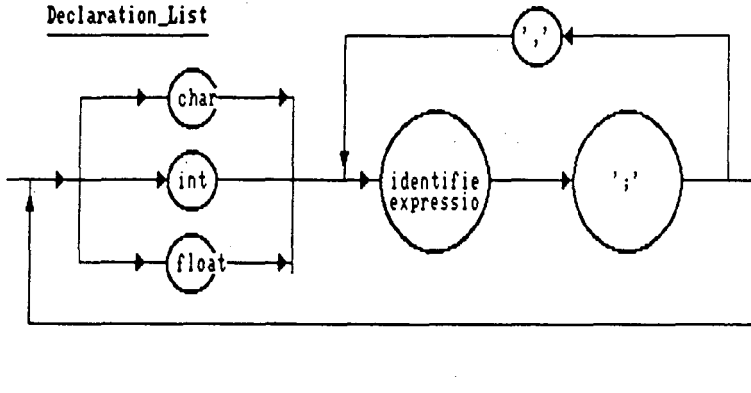 Declaration_List
','
char
int
identifie
expressio
';'
float